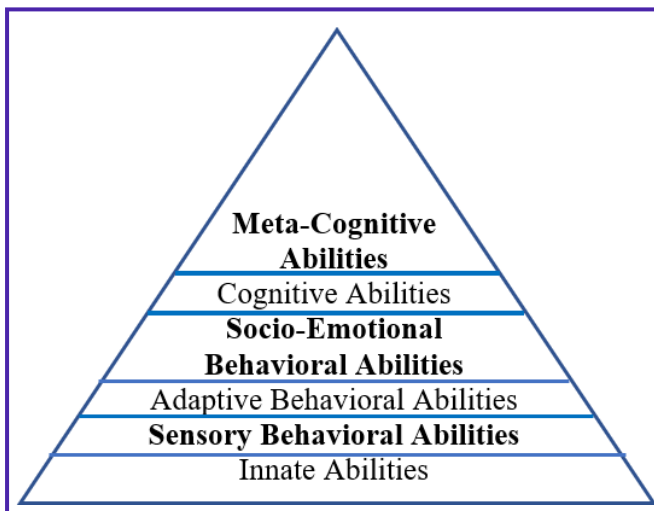 Meta-Cognitive
Abilities
Cognitive Abilities
Socio-Emotional
Behavioral Abilities
Adaptive Behavioral Abilities
Sensory Behavioral Abilities
Innate Abilities